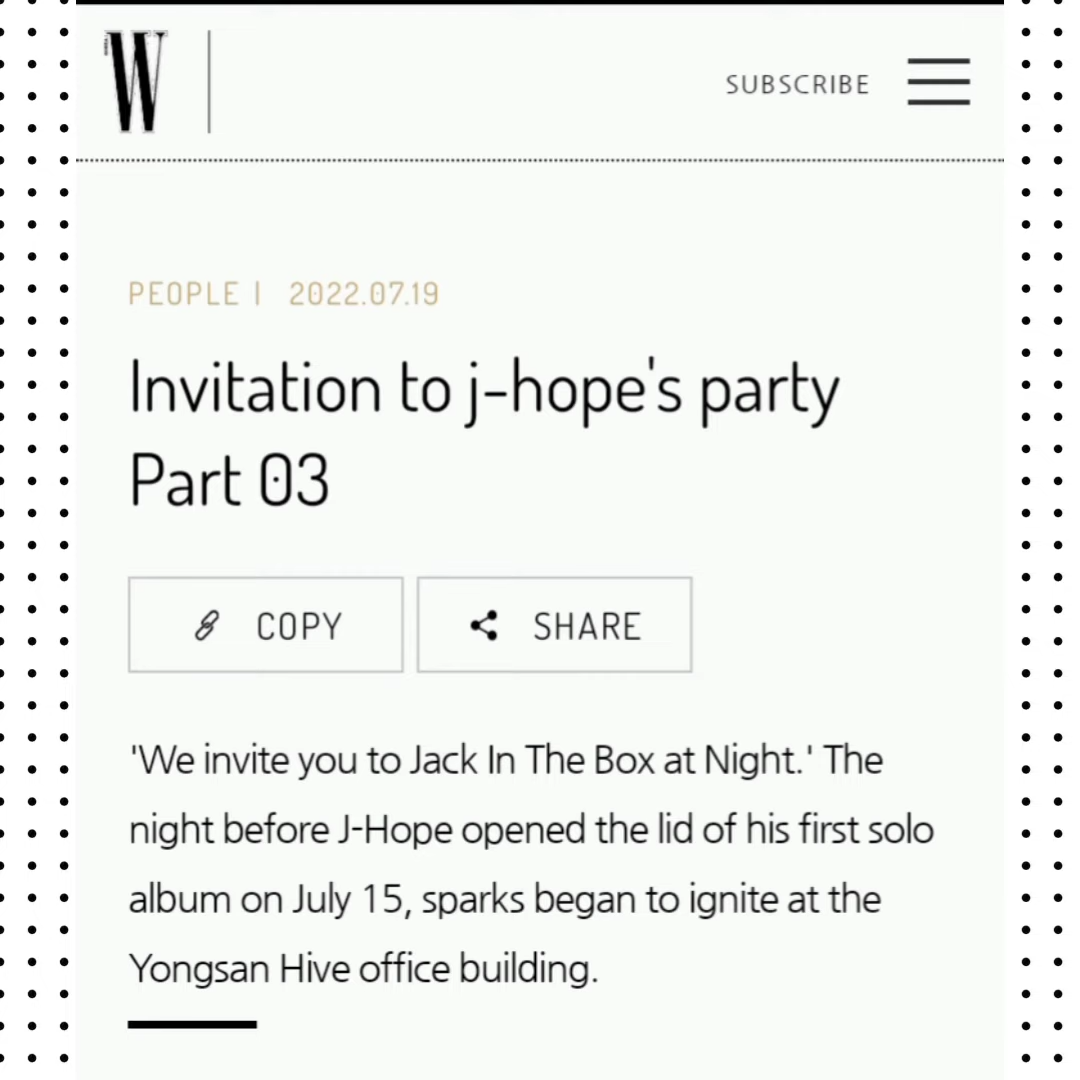 W
SUBSCRIBE
PEOPLE | 2022.07.19
Invitation to j-hope's party
Part 03
COPY
SHARE
'We invite you to Jack In The Box at Night.' The
night before J-Hope opened the lid of his first solo
album on July 15, sparks began to ignite at the
Yongsan Hive office building.